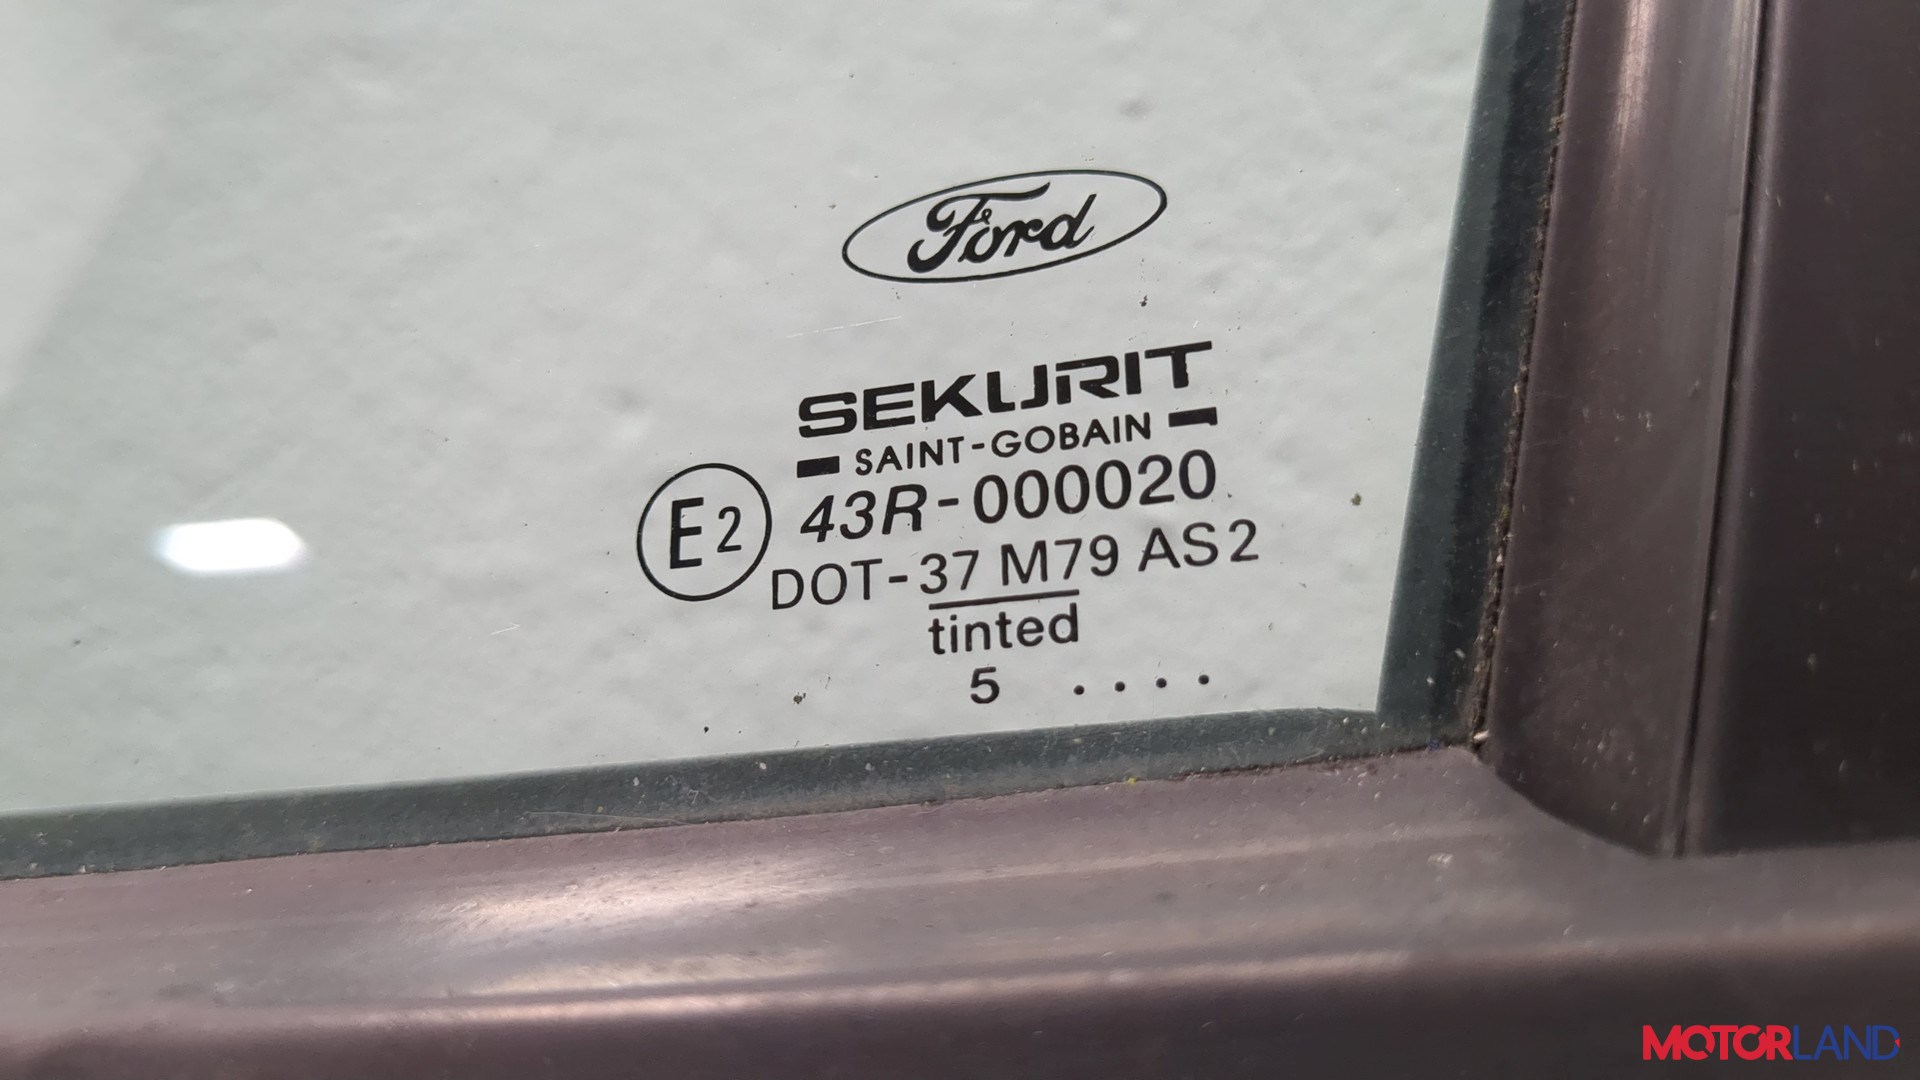 Ford
SEKURIT
SAINT-GOBAIN
E2 43R-000020
DOT-37 M79 AS2
tinted
5 ....
MOTORLAND